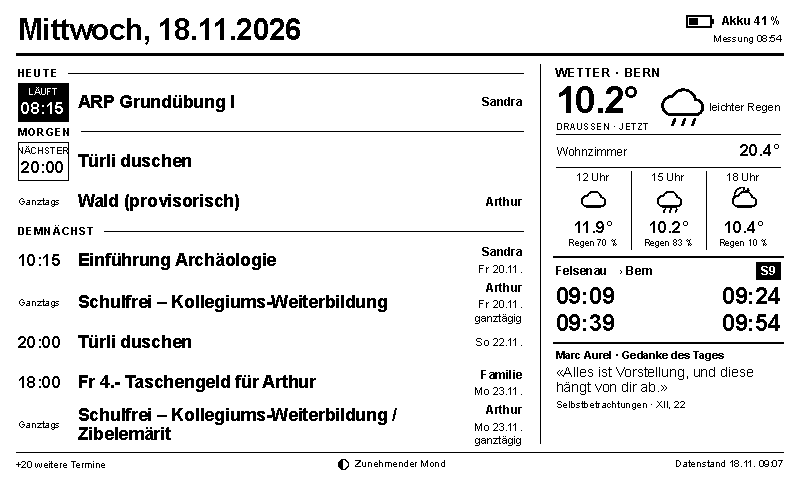 Mittwoch, 18.11.2026
Akku 41 %
Messung 08:54
HEUTE
LÄUFT
08:15
ARP Grundübung I
Sandra
MORGEN
NÄCHSTER
20:00
Türli duschen
Ganztags
Wald (provisorisch)
Arthur
DEMNÄCHST
10:15
Einführung Archäologie
Sandra
Fr 20.11.
Ganztags
Schulfrei – Kollegiums-Weiterbildung
Arthur
Fr 20.11.
ganztägig
20:00
Türli duschen
So 22.11.
18:00
Fr 4.- Taschengeld für Arthur
Familie
Mo 23.11.
Ganztags
Schulfrei – Kollegiums-Weiterbildung /
Zibelemärit
Arthur
Mo 23.11.
ganztägig
WETTER · BERN
10.2°
leichter Regen
DRAUSSEN · JETZT
Wohnzimmer
20.4°
12 Uhr
11.9°
Regen 70 %
15 Uhr
10.2°
Regen 83 %
18 Uhr
10.4°
Regen 10 %
Felsenau › Bern
S9
09:09
09:24
09:39
09:54
Marc Aurel · Gedanke des Tages
«Alles ist Vorstellung, und diese
hängt von dir ab.»
Selbstbetrachtungen · XII, 22
+20 weitere Termine
Zunehmender Mond
Datenstand 18.11. 09:07